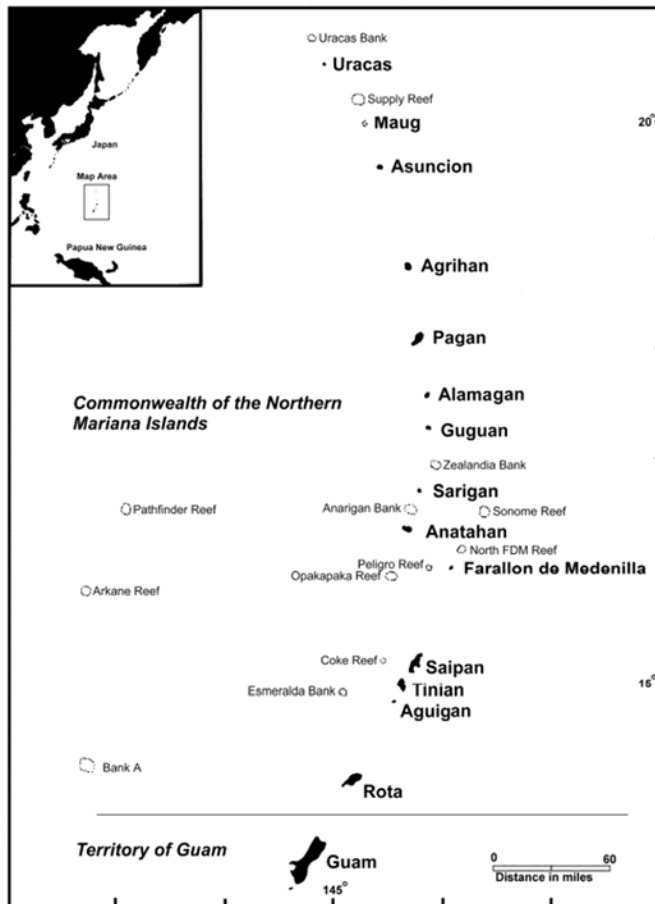 Uracas Bank
Uracas
Supply Reef
Maug
20°
Japan
Asuncion
Map Area
Papua New Guinea
Agrihan
Pagan
Alamagan
Commonwealth of the Northern
Mariana Islands
Guguan
Zealandia Bank
Sarigan
Pathfinder Reef
Anarigan Bank
Sonome Reef
Anatahan
North FDM Reef
Peligro Reef
Farallon de Medenilla
Opakapaka Reef
Arkane Reef
Coke Reef
Saipan
15°
Tinian
Esmeralda Bank
Aguigan
Bank A
Rota
Territory of Guam
Guam
0 60
Distance in miles
145°